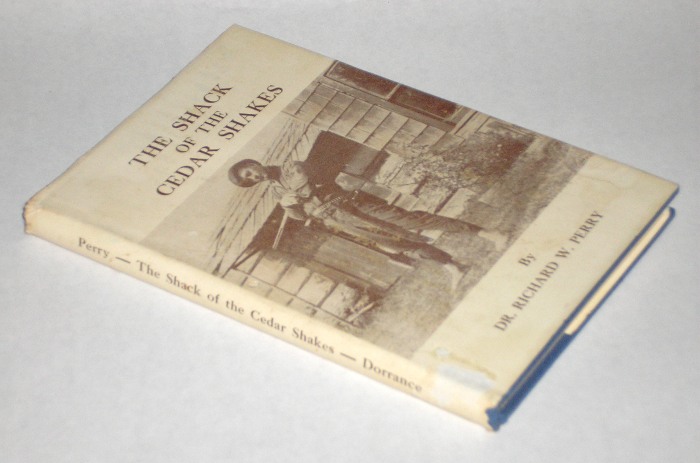 THE SHACK
OF THE
CEDAR SHAKES
By
DR. RICHARD W. PERRY
Perry — The Shack of the Cedar Shakes — Dorrance